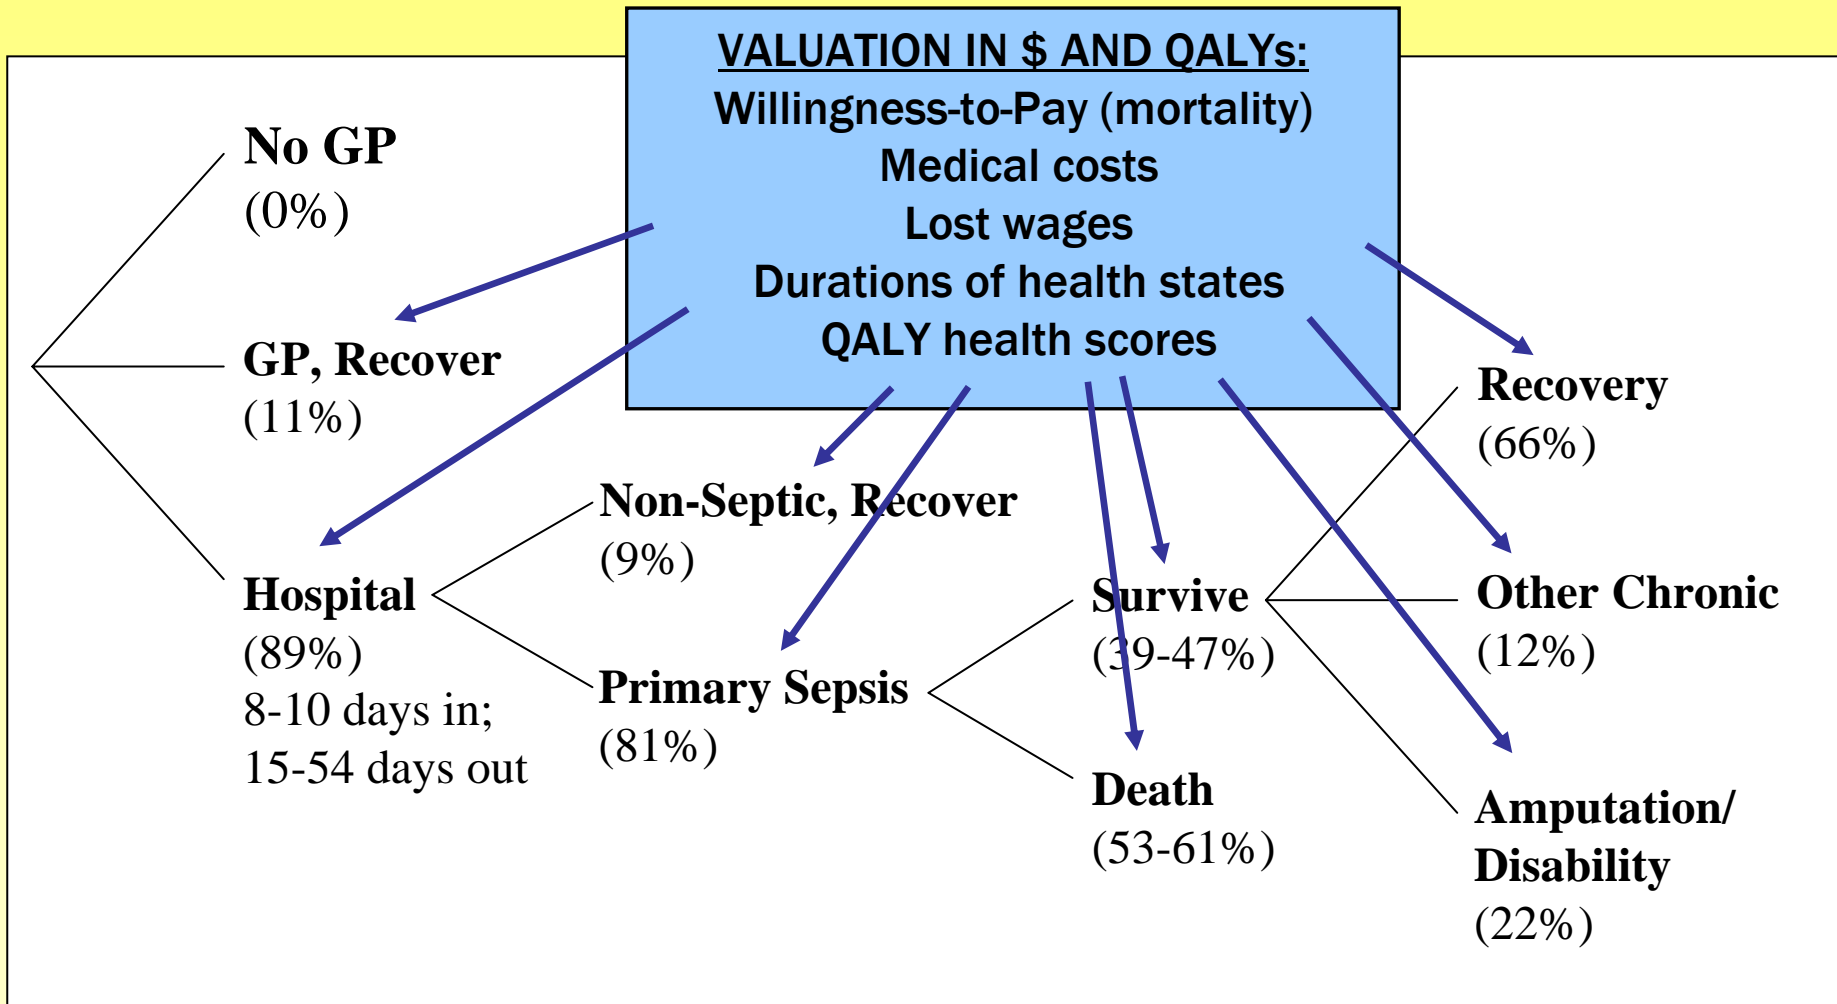 VALUATION IN $ AND QALYs:
Willingness-to-Pay (mortality)
Medical costs
Lost wages
Durations of health states
QALY health scores
No GP
(0%)
GP, Recover
(11%)
Hospital
(89%)
8-10 days in;
15-54 days out
Non-Septic, Recover
(9%)
Primary Sepsis
(81%)
Survive
(39-47%)
Death
(53-61%)
Recovery
(66%)
Other Chronic
(12%)
Amputation/
Disability
(22%)